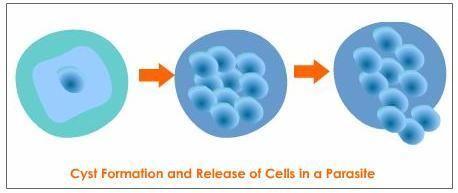 Cyst Formation and Release of Cells in a Parasite